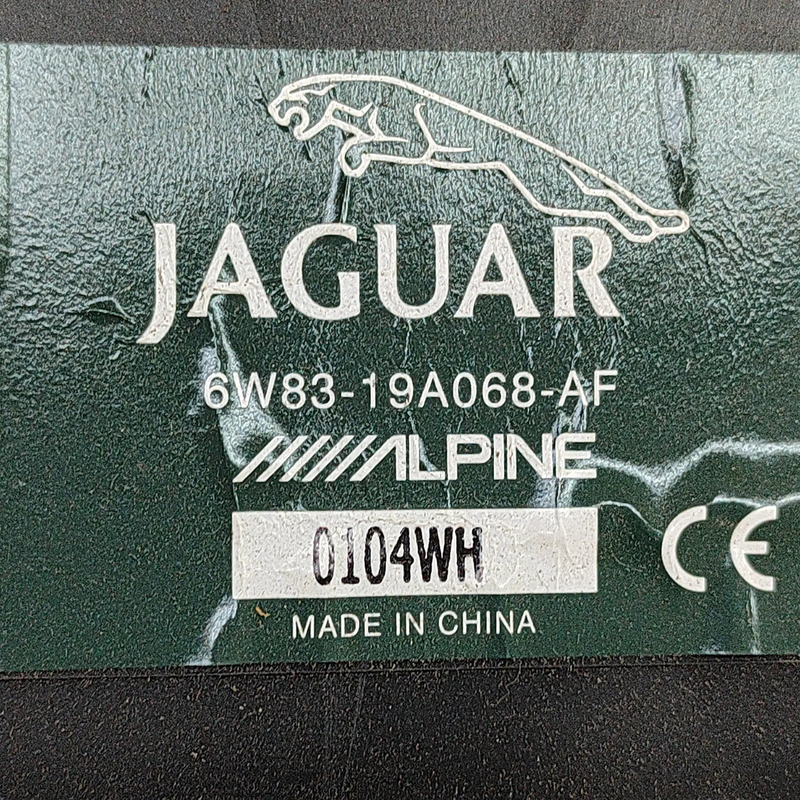 JAGUAR
6W83-19A068-AF
ALPINE
0104WH
CE
MADE IN CHINA